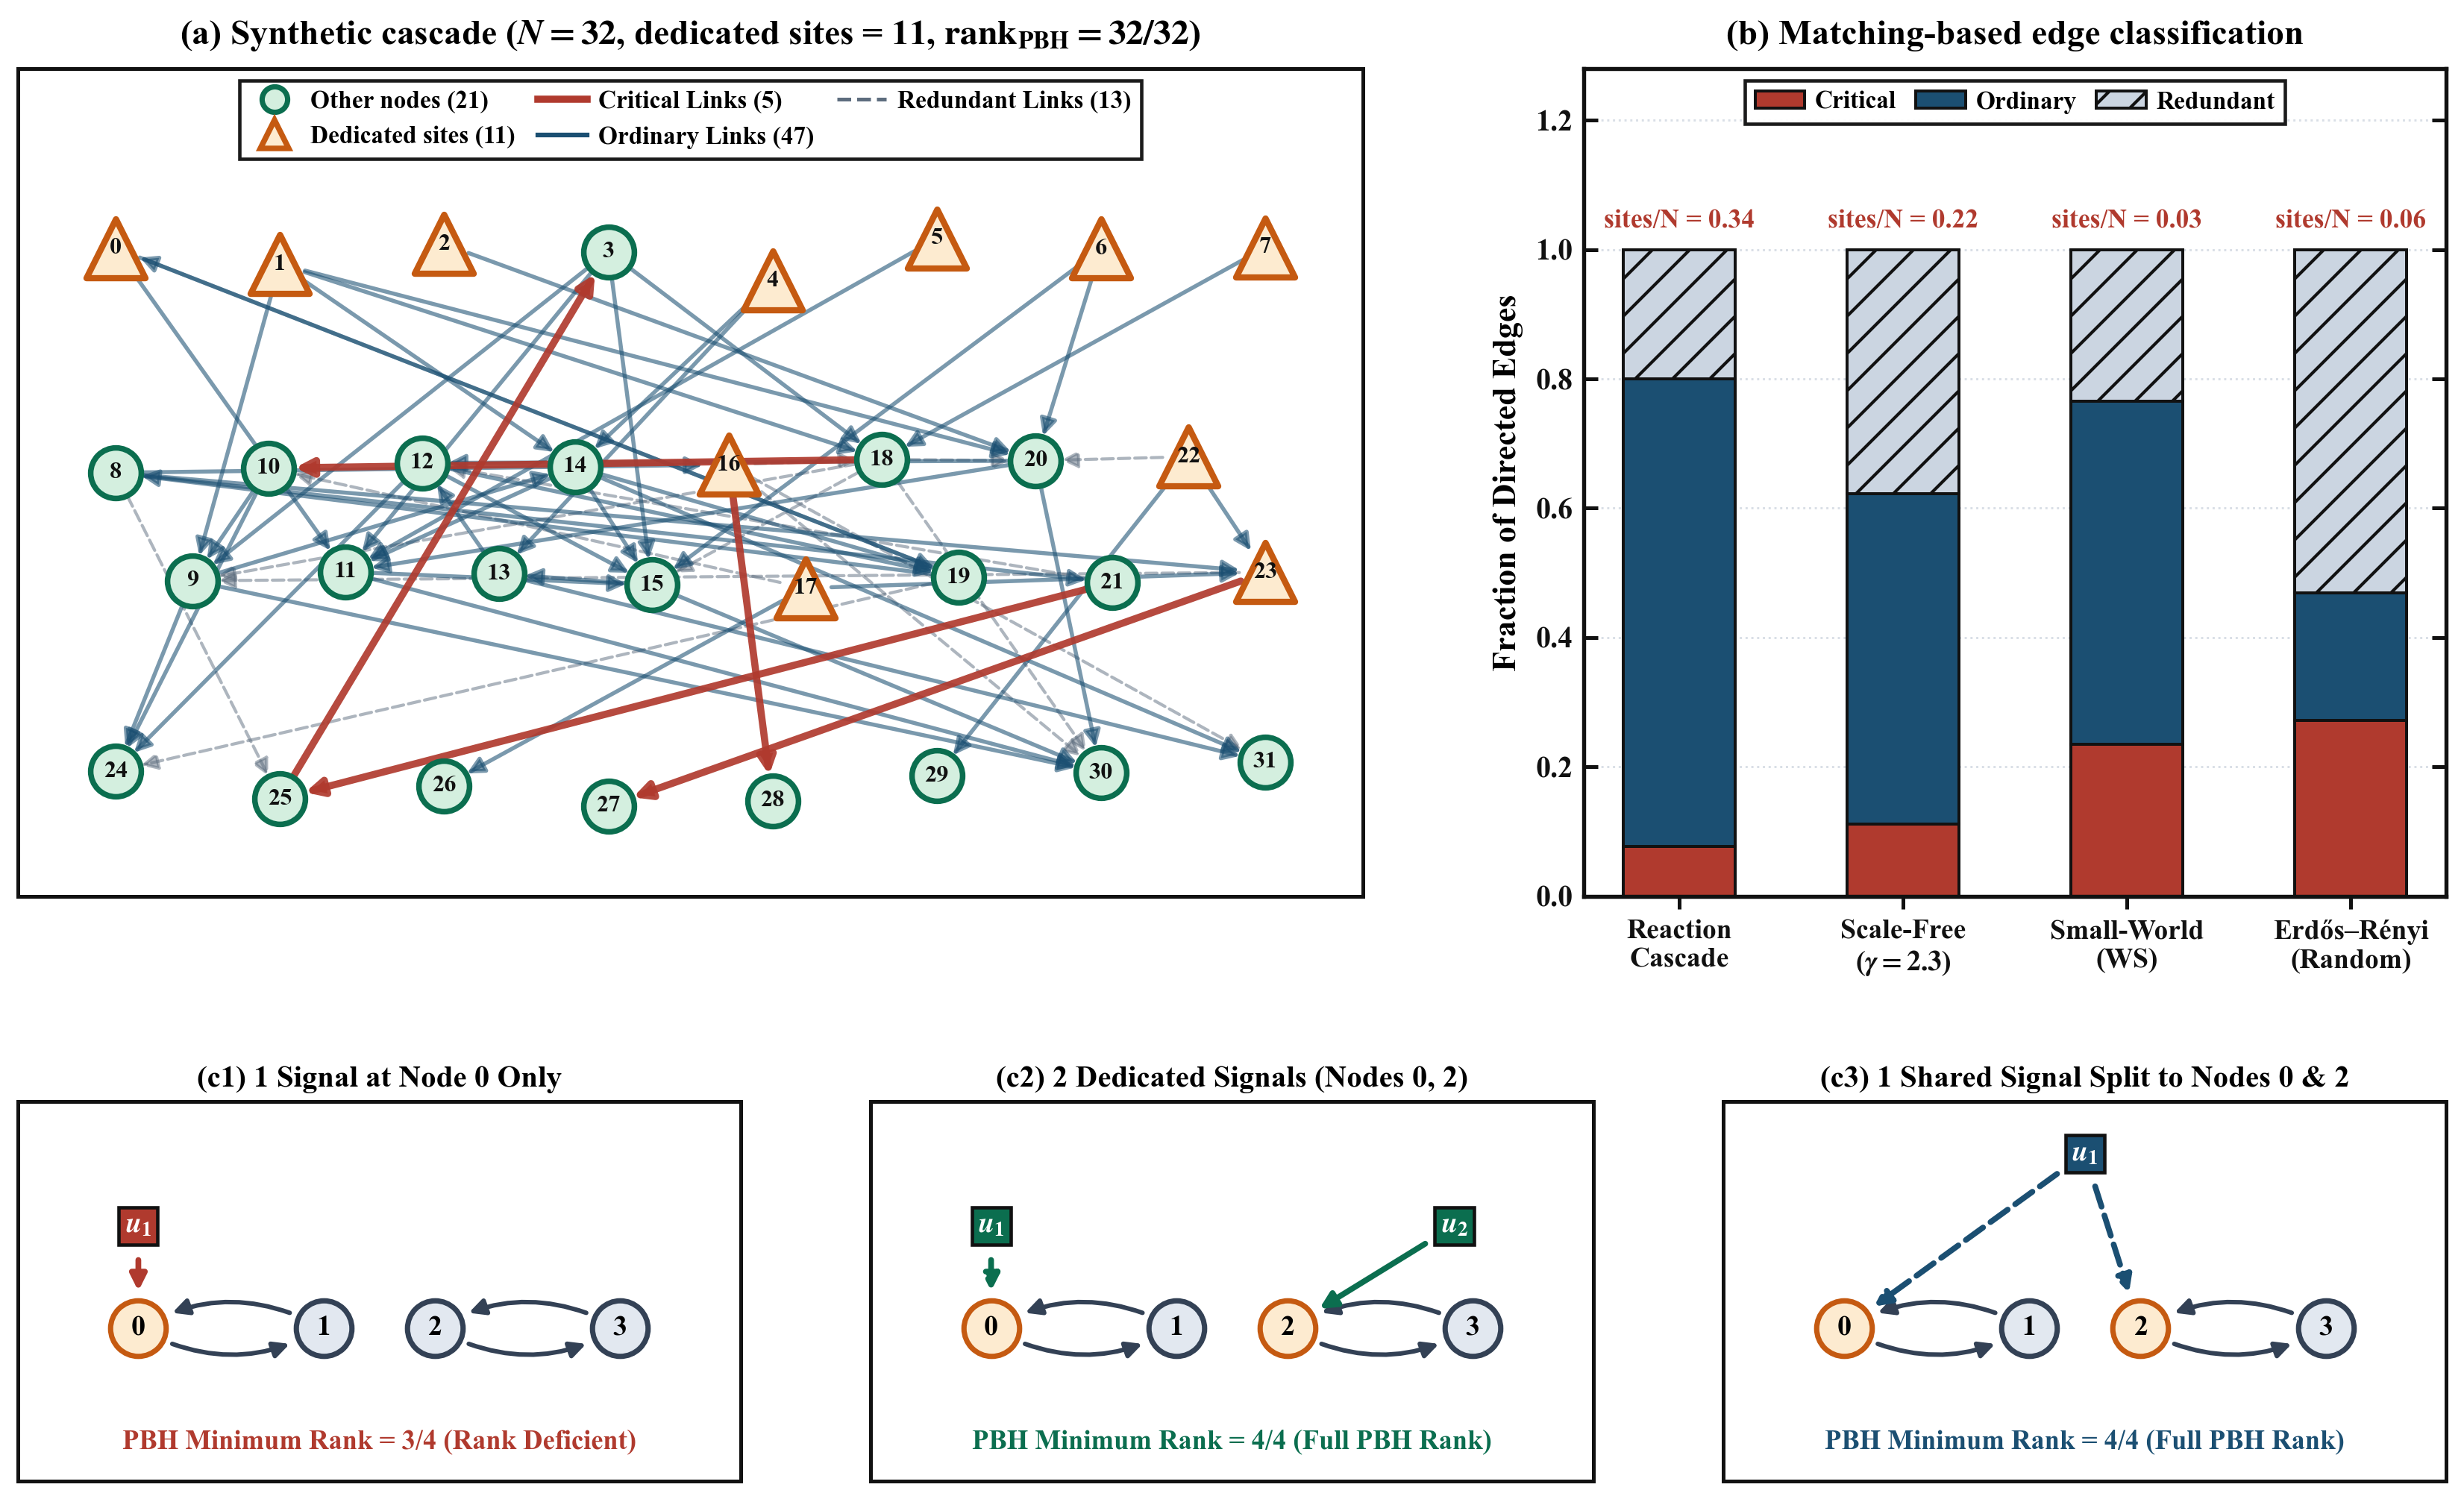 (a) Synthetic cascade (N = 32, dedicated sites = 11, rankPBH = 32/32)
Other nodes (21)
Critical Links (5)
Redundant Links (13)
Dedicated sites (11)
Ordinary Links (47)
0
1
2
3
4
5
6
7
8
10
12
14
16
18
20
22
9
11
13
15
17
19
21
23
24
25
26
27
28
29
30
31
(b) Matching-based edge classification
Critical
Ordinary
Redundant
1.2
1.0
0.8
0.6
0.4
0.2
0.0
Fraction of Directed Edges
sites/N = 0.34
sites/N = 0.22
sites/N = 0.03
sites/N = 0.06
Reaction
Cascade
Scale-Free
(γ = 2.3)
Small-World
(WS)
Erdős–Rényi
(Random)
(c1) 1 Signal at Node 0 Only
u1
0
1
2
3
PBH Minimum Rank = 3/4 (Rank Deficient)
(c2) 2 Dedicated Signals (Nodes 0, 2)
u1
u2
0
1
2
3
PBH Minimum Rank = 4/4 (Full PBH Rank)
(c3) 1 Shared Signal Split to Nodes 0 & 2
u1
0
1
2
3
PBH Minimum Rank = 4/4 (Full PBH Rank)